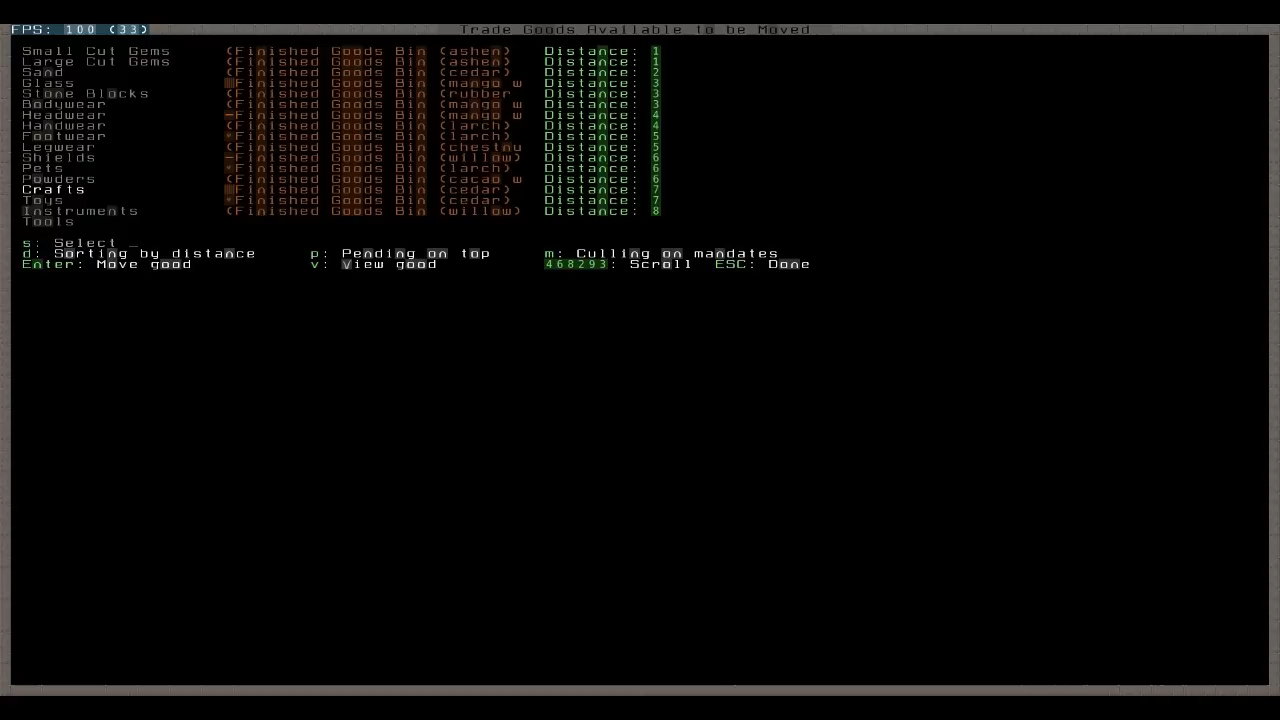 FPS: 100 (33) Trade Goods Available to be Moved
Small Cut Gems (Finished Goods Bin (ashen) Distance: 1
Large Cut Gems (Finished Goods Bin (ashen) Distance: 1
Sand (Finished Goods Bin (cedar) Distance: 2
Glass ‖Finished Goods Bin (mango w Distance: 3
Stone Blocks (Finished Goods Bin (rubber Distance: 3
Bodywear (Finished Goods Bin (mango w Distance: 3
Headwear -Finished Goods Bin (mango w Distance: 4
Handwear (Finished Goods Bin (larch) Distance: 4
Footwear *Finished Goods Bin (larch) Distance: 5
Legwear (Finished Goods Bin (chestnu Distance: 5
Shields -Finished Goods Bin (willow) Distance: 6
Pets *Finished Goods Bin (larch) Distance: 6
Powders (Finished Goods Bin (cacao w Distance: 6
Crafts ‖Finished Goods Bin (cedar) Distance: 7
Toys *Finished Goods Bin (cedar) Distance: 7
Instruments (Finished Goods Bin (willow) Distance: 8
Tools
s: Select _
d: Sorting by distance p: Pending on top m: Culling on mandates
Enter: Move good v: View good 468293: Scroll ESC: Done